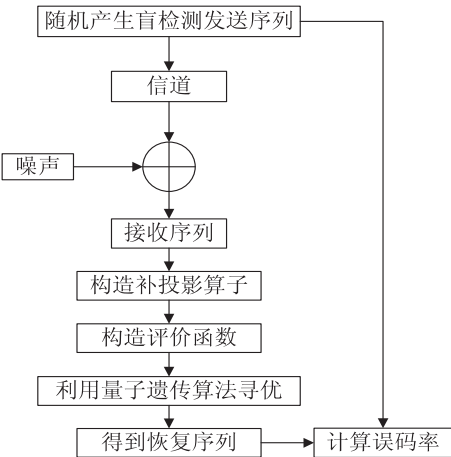 随机产生盲检测发送序列
信道
噪声
接收序列
构造补投影算子
构造评价函数
利用量子遗传算法寻优
得到恢复序列
计算误码率